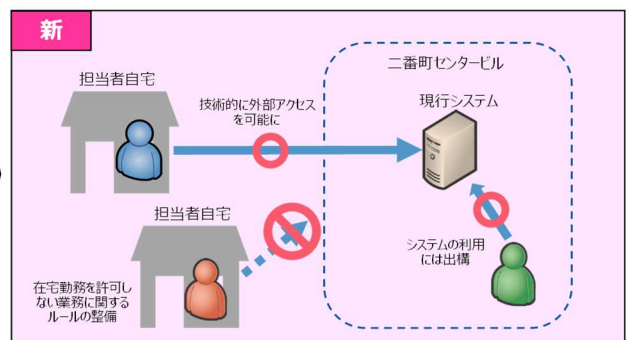 新
担当者自宅
技術的に外部アクセス
を可能に
二番町センタービル
現行システム
担当者自宅
システムの利用
には出構
在宅勤務を許可し
ない業務に関する
ルールの整備